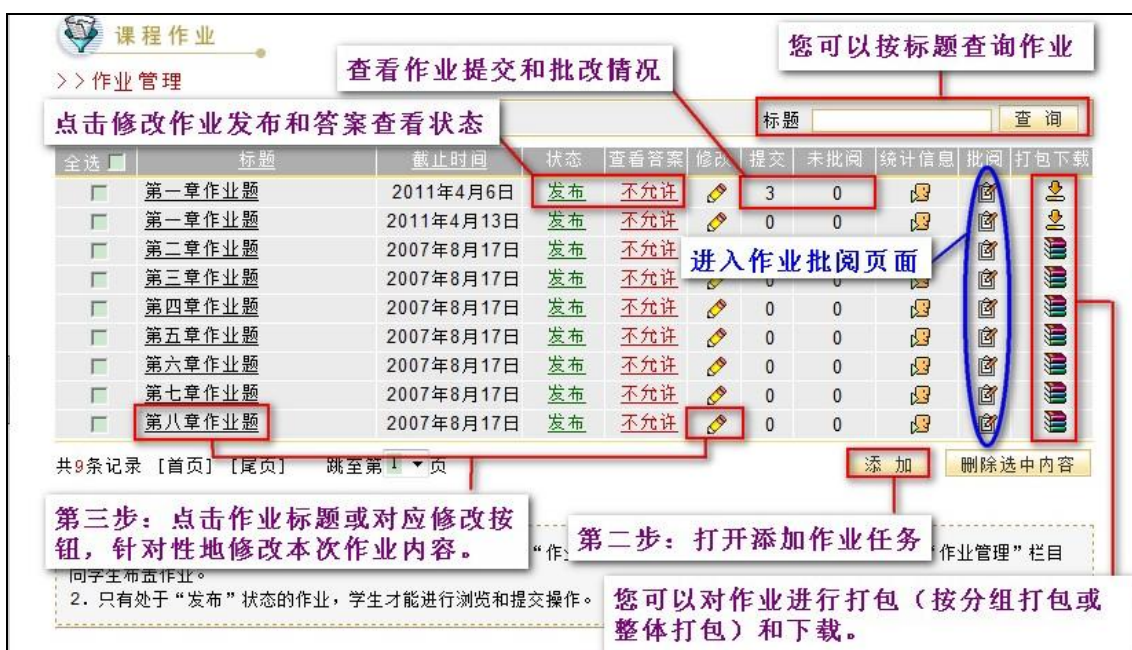 课程作业
您可以按标题查询作业
查看作业提交和批改情况
>>作业管理
点击修改作业发布和答案查看状态
标题 查 询
全选 标题 截止时间 状态 查看答案 修改 提交 未批阅 统计信息 批阅 打包下载
第一章作业题 2011年4月6日 发布 不允许 3 0
第一章作业题 2011年4月13日 发布 不允许 0 0
第二章作业题 2007年8月17日 发布 不允许
进入作业批阅页面
第三章作业题 2007年8月17日 发布 不允许 0 0
第四章作业题 2007年8月17日 发布 不允许 0 0
第五章作业题 2007年8月17日 发布 不允许 0 0
第六章作业题 2007年8月17日 发布 不允许 0 0
第七章作业题 2007年8月17日 发布 不允许 0 0
第八章作业题 2007年8月17日 发布 不允许 0 0
共9条记录 [首页] [尾页] 跳至第 1 页
添 加 删除选中内容
第三步：点击作业标题或对应修改按
钮，针对性地修改本次作业内容。
第二步：打开添加作业任务
“作 作业管理”栏目
向学生布置作业。
2. 只有处于“发布”状态的作业，学生才能进行浏览和提交操作。
您可以对作业进行打包（按分组打包或
整体打包）和下载。